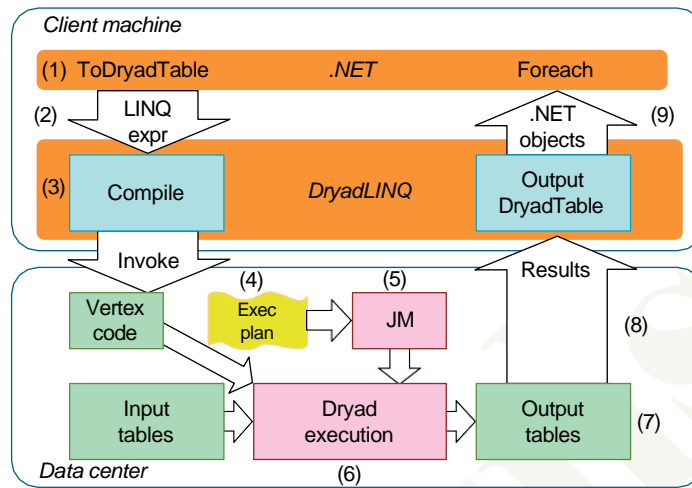 Client machine
(1) ToDryadTable .NET Foreach
(2) LINQ expr
.NET objects (9)
(3) Compile DryadLINQ Output DryadTable
Invoke Results
(4) (5)
Vertex code
Exec plan
JM
(8)
Input tables
Dryad execution
Output tables
(7)
(6)
Data center